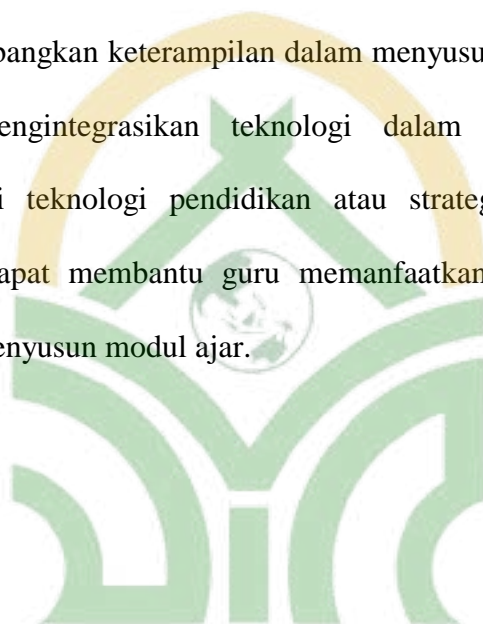 bangkan keterampilan dalam menyusu
engintegrasikan teknologi dalam
i teknologi pendidikan atau strateg
apat membantu guru memanfaatkan
enyusun modul ajar.